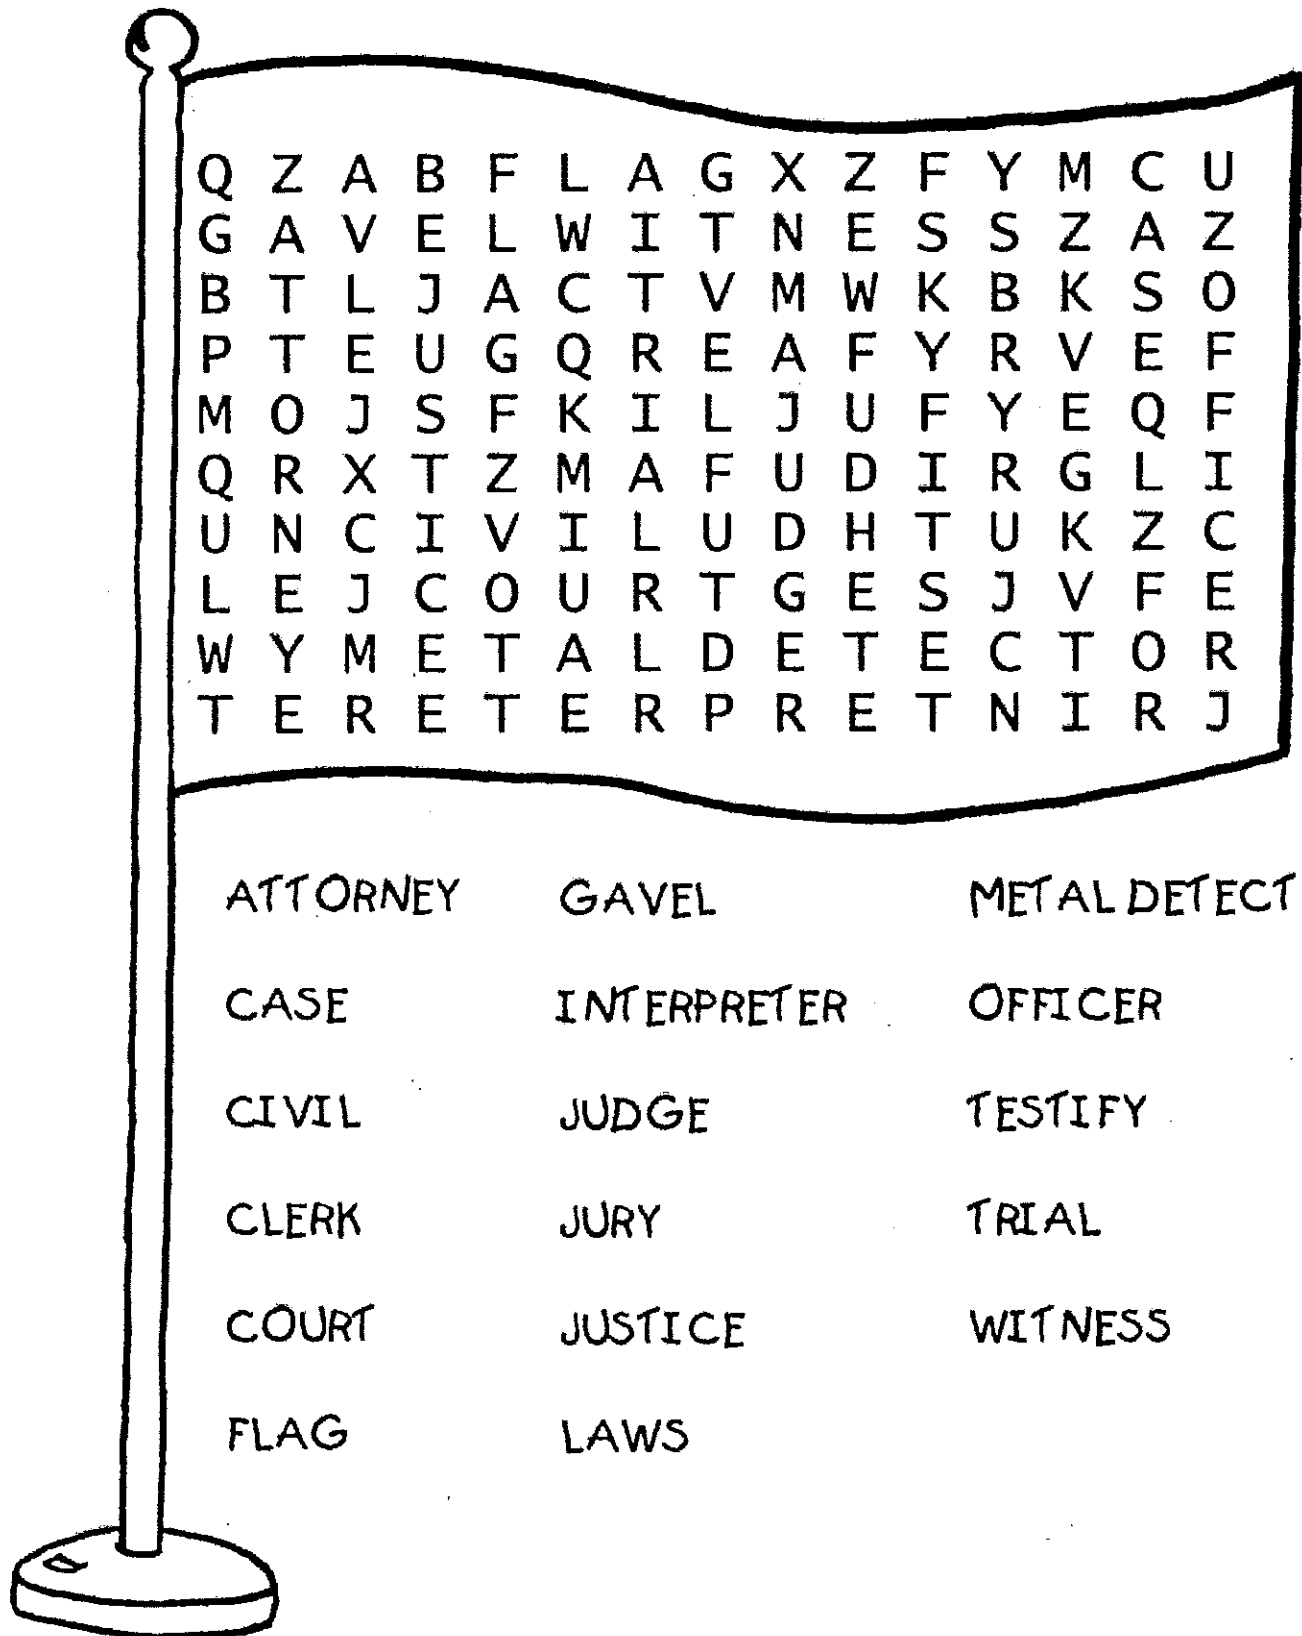 Q Z A B F L A G X Z F Y M C U
G A V E L W I T N E S S Z A Z
B T L J A C T V M W K B K S O
P T E U G Q R E A F Y R V E F
M O J S F K I L J U F Y E Q F
Q R X T Z M A F U D I R G L I
U N C I V I L U D H T U K Z C
L E J C O U R T G E S J V F E
W Y M E T A L D E T E C T O R
T E R E T E R P R E T N I R J
ATTORNEY GAVEL METAL DETECT
CASE INTERPRETER OFFICER
CIVIL JUDGE TESTIFY
CLERK JURY TRIAL
COURT JUSTICE WITNESS
FLAG LAWS